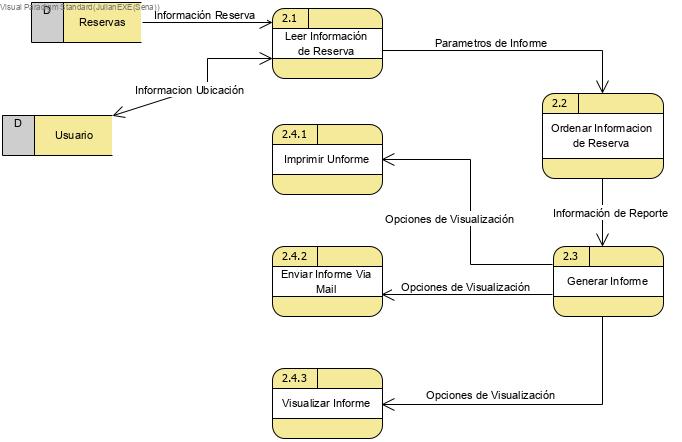 Visual Paradigm Standard(JulianEXE(Sena))
D
Reservas
Información Reserva
2.1
Leer Información
de Reserva
Parametros de Informe
Informacion Ubicación
D
Usuario
2.2
Ordenar Informacion
de Reserva
2.4.1
Imprimir Unforme
Opciones de Visualización
Información de Reporte
2.4.2
Enviar Informe Via
Mail
Opciones de Visualización
2.3
Generar Informe
2.4.3
Visualizar Informe
Opciones de Visualización